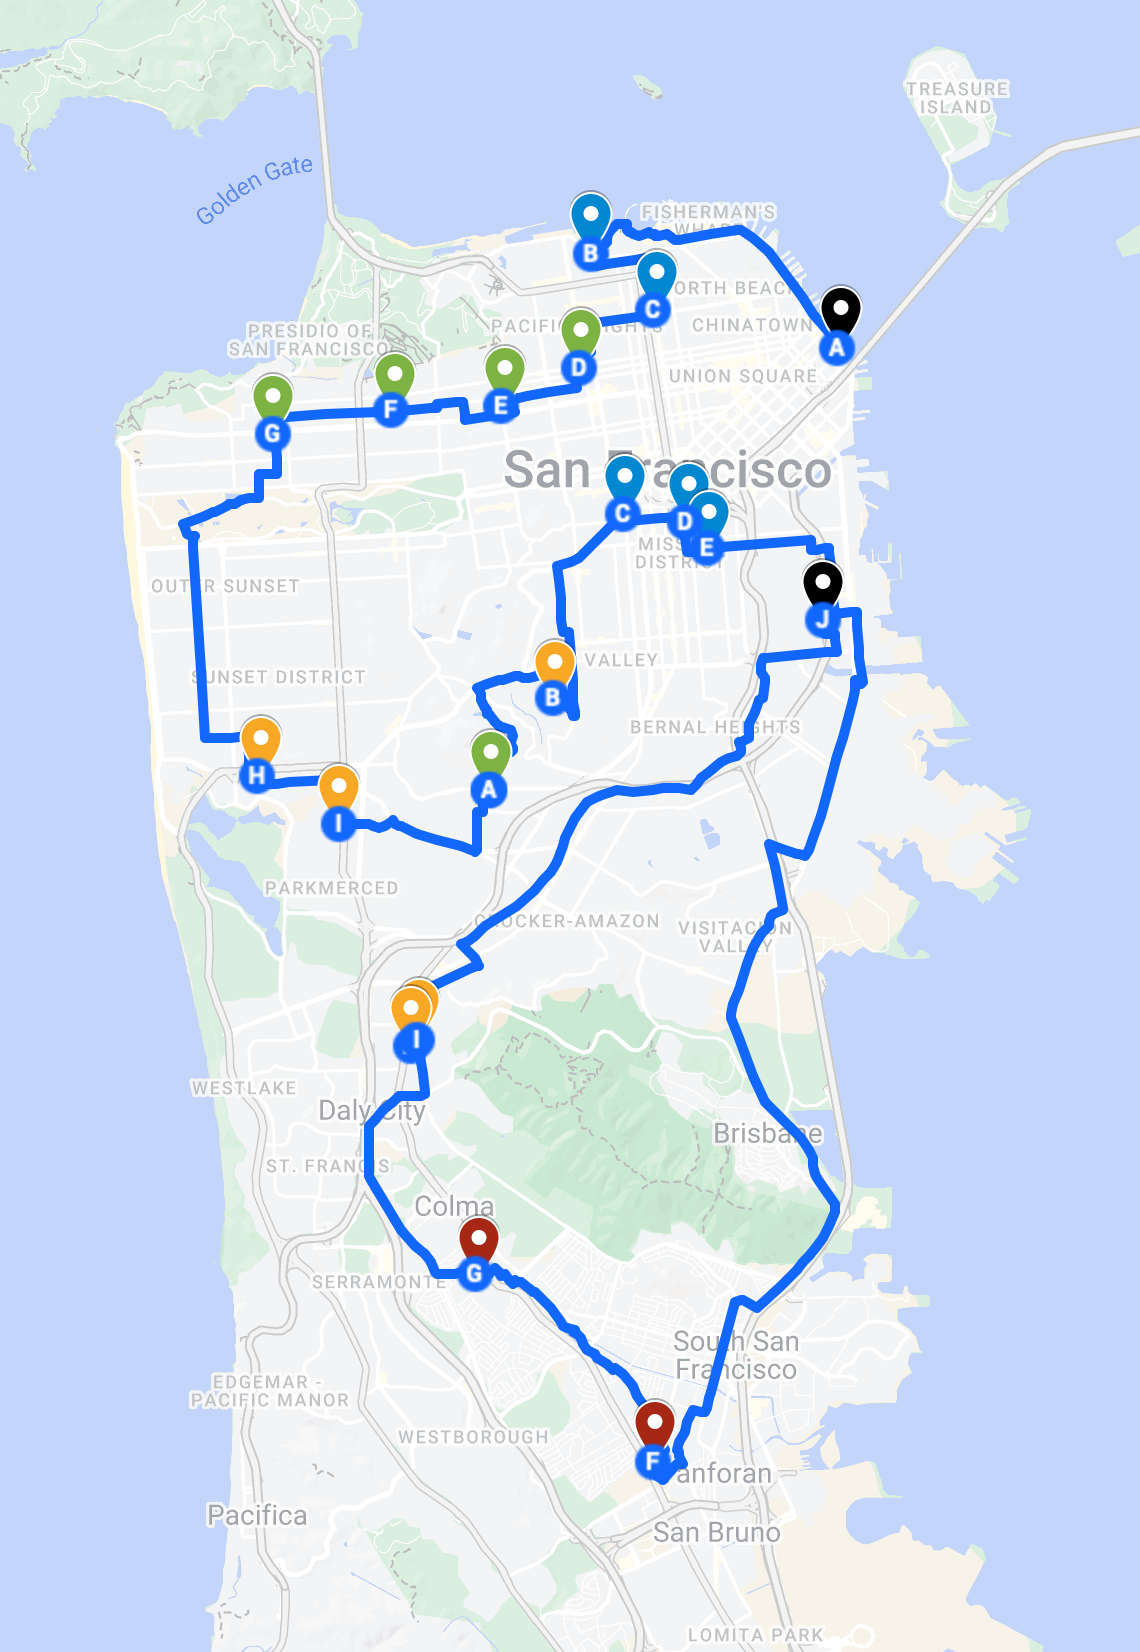 TREASURE
ISLAND
Golden Gate
FISHERMAN'S
WHARF
B
C
NORTH BEACH
A
PRESIDIO OF
SAN FRANCISCO
PACIFIC HEIGHTS
CHINATOWN
D
UNION SQUARE
G
F
E
San Francisco
C
D
E
MISSION
DISTRICT
OUTER SUNSET
J
SUNSET DISTRICT
VALLEY
B
BERNAL HEIGHTS
H
A
I
PARKMERCED
CROCKER-AMAZON
VISITACION
VALLEY
I
WESTLAKE
Daly City
Brisbane
ST. FRANCIS
Colma
G
SERRAMONTE
South San
Francisco
EDGEMAR -
PACIFIC MANOR
WESTBOROUGH
F
anforan
Pacifica
San Bruno
LOMITA PARK